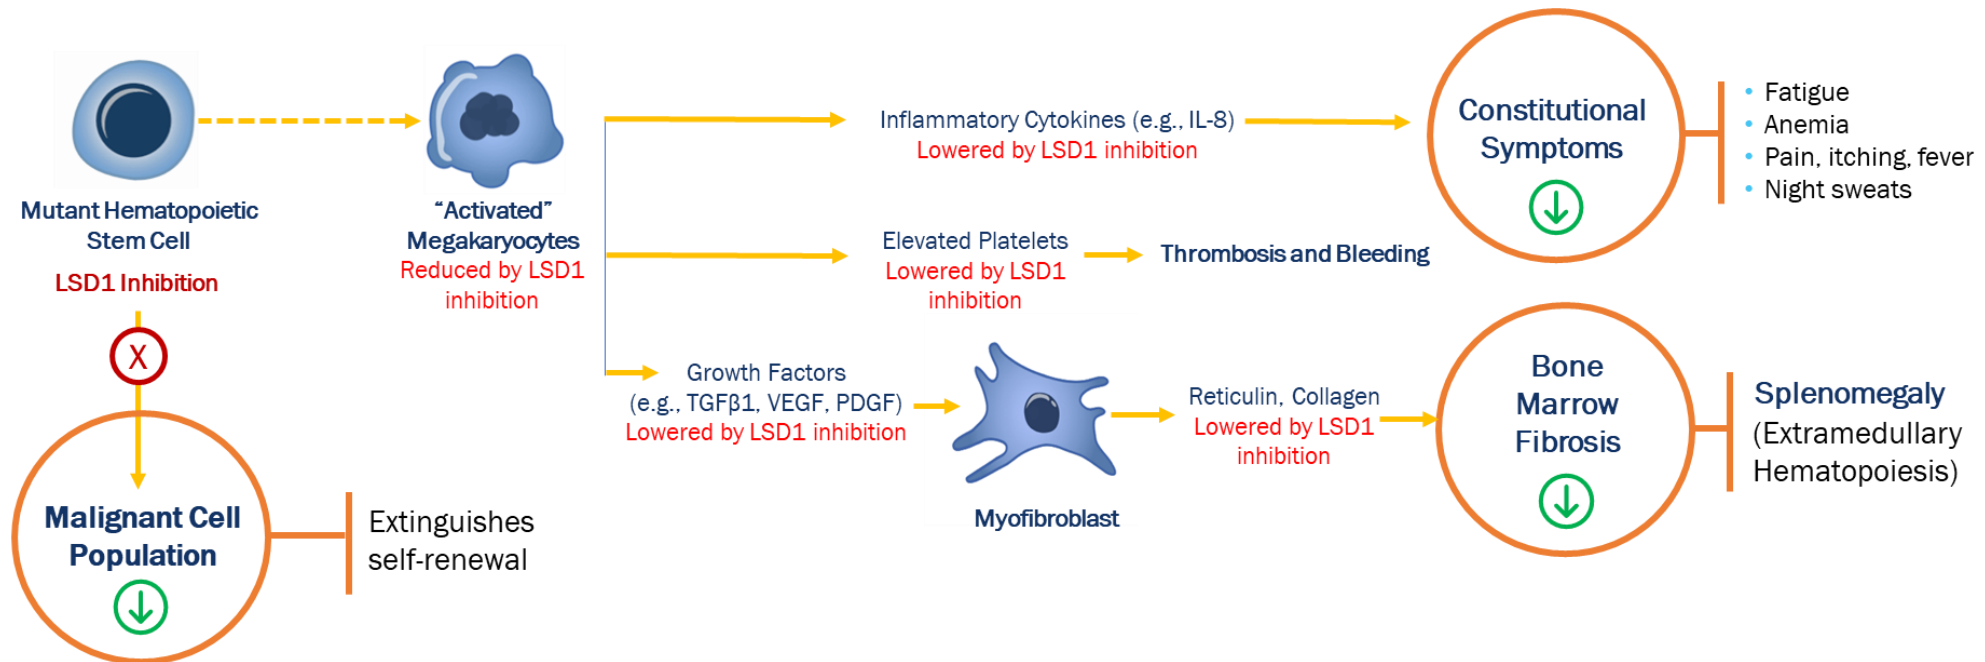 Mutant Hematopoietic
Stem Cell
LSD1 Inhibition
X
Malignant Cell
Population
Extinguishes
self-renewal
“Activated”
Megakaryocytes
Reduced by LSD1
inhibition
Inflammatory Cytokines (e.g., IL-8)
Lowered by LSD1 inhibition
Constitutional
Symptoms
• Fatigue
• Anemia
• Pain, itching, fever
• Night sweats
Elevated Platelets
Lowered by LSD1
inhibition
Thrombosis and Bleeding
Growth Factors
(e.g., TGFβ1, VEGF, PDGF)
Lowered by LSD1 inhibition
Myofibroblast
Reticulin, Collagen
Lowered by LSD1
inhibition
Bone
Marrow
Fibrosis
Splenomegaly
(Extramedullary
Hematopoiesis)